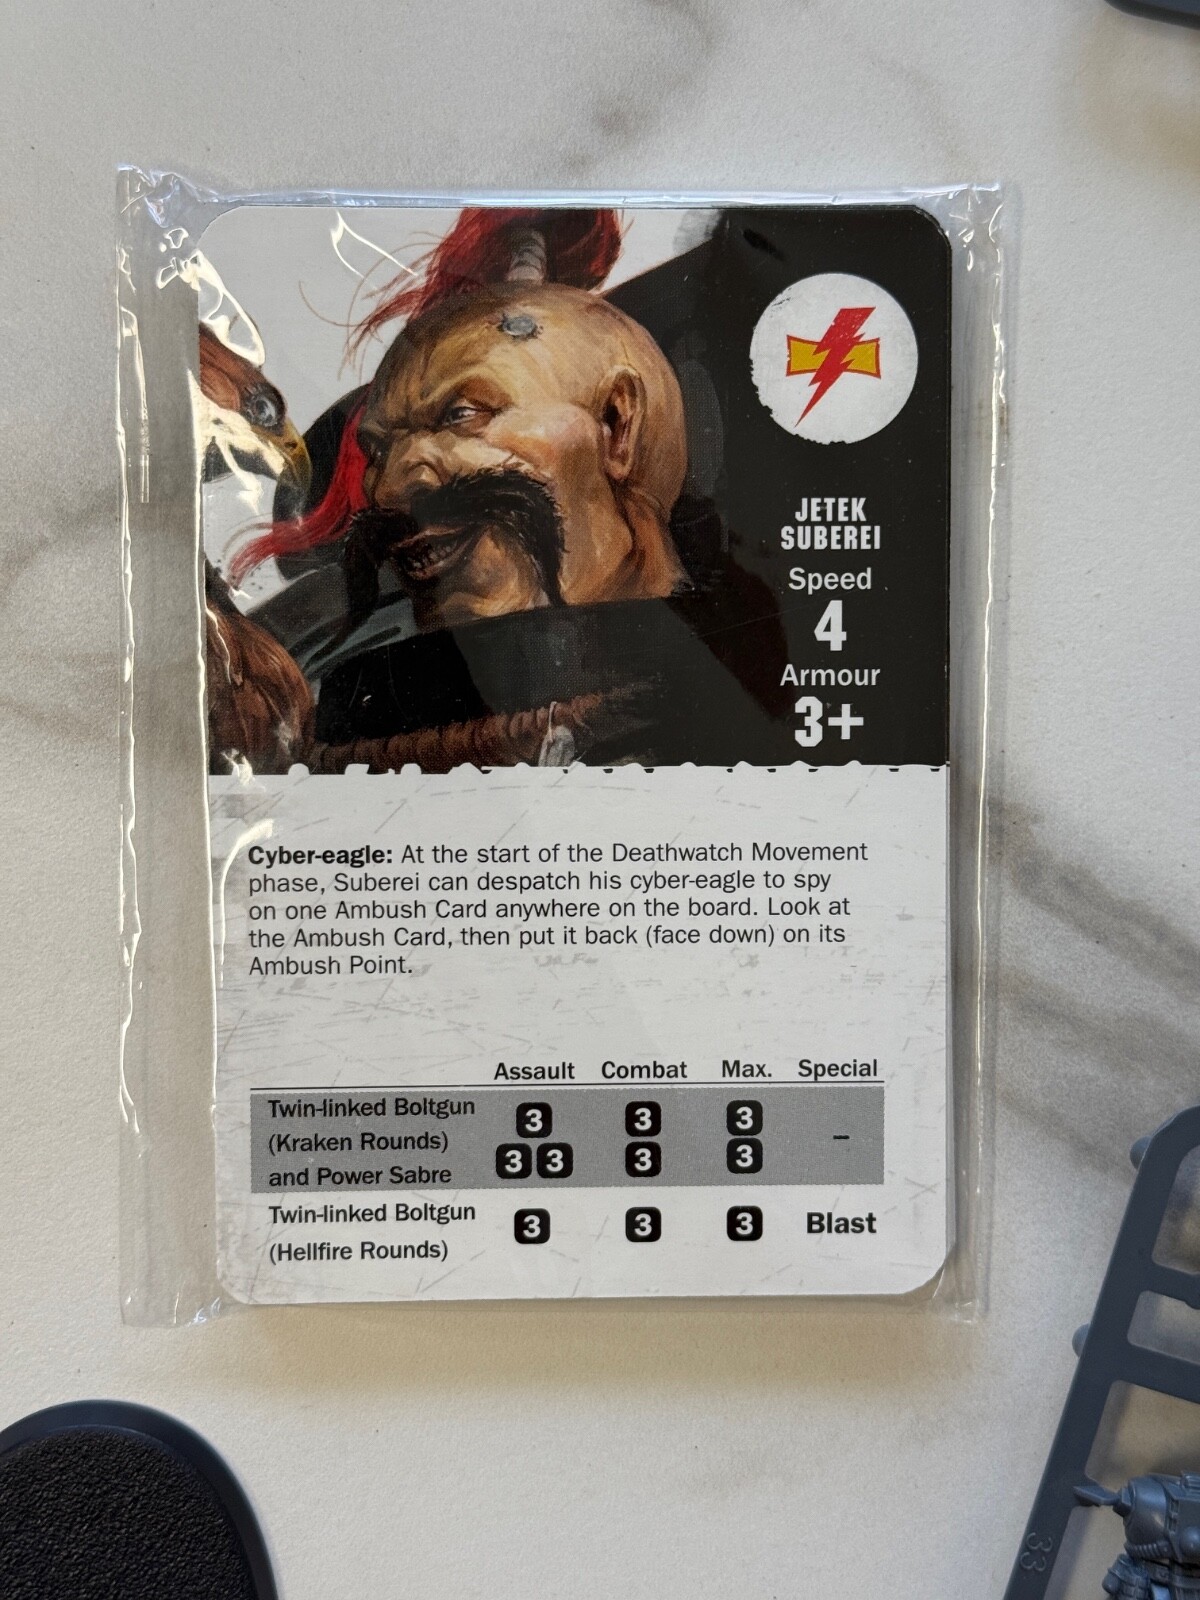 JETEK
SUBEREI
Speed
4
Armour
3+
Cyber-eagle: At the start of the Deathwatch Movement
phase, Suberei can despatch his cyber-eagle to spy
on one Ambush Card anywhere on the board. Look at
the Ambush Card, then put it back (face down) on its
Ambush Point.
Assault Combat Max. Special
Twin-linked Boltgun
(Kraken Rounds)
and Power Sabre
3 3 3 –
3 3 3 3
Twin-linked Boltgun
(Hellfire Rounds)
3 3 3 Blast
33